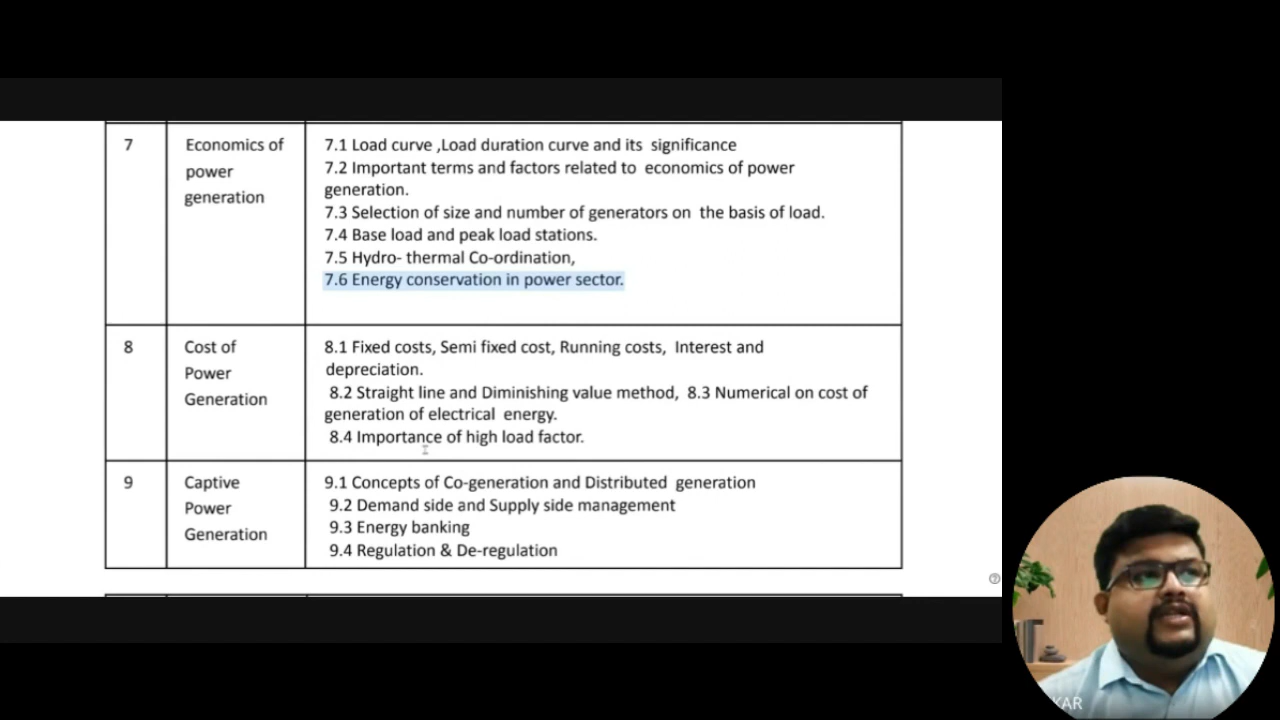 7
Economics of
power
generation
7.1 Load curve ,Load duration curve and its significance
7.2 Important terms and factors related to economics of power
generation.
7.3 Selection of size and number of generators on the basis of load.
7.4 Base load and peak load stations.
7.5 Hydro- thermal Co-ordination,
7.6 Energy conservation in power sector.
8
Cost of
Power
Generation
8.1 Fixed costs, Semi fixed cost, Running costs, Interest and
depreciation.
8.2 Straight line and Diminishing value method, 8.3 Numerical on cost of
generation of electrical energy.
8.4 Importance of high load factor.
9
Captive
Power
Generation
9.1 Concepts of Co-generation and Distributed generation
9.2 Demand side and Supply side management
9.3 Energy banking
9.4 Regulation & De-regulation
KAR